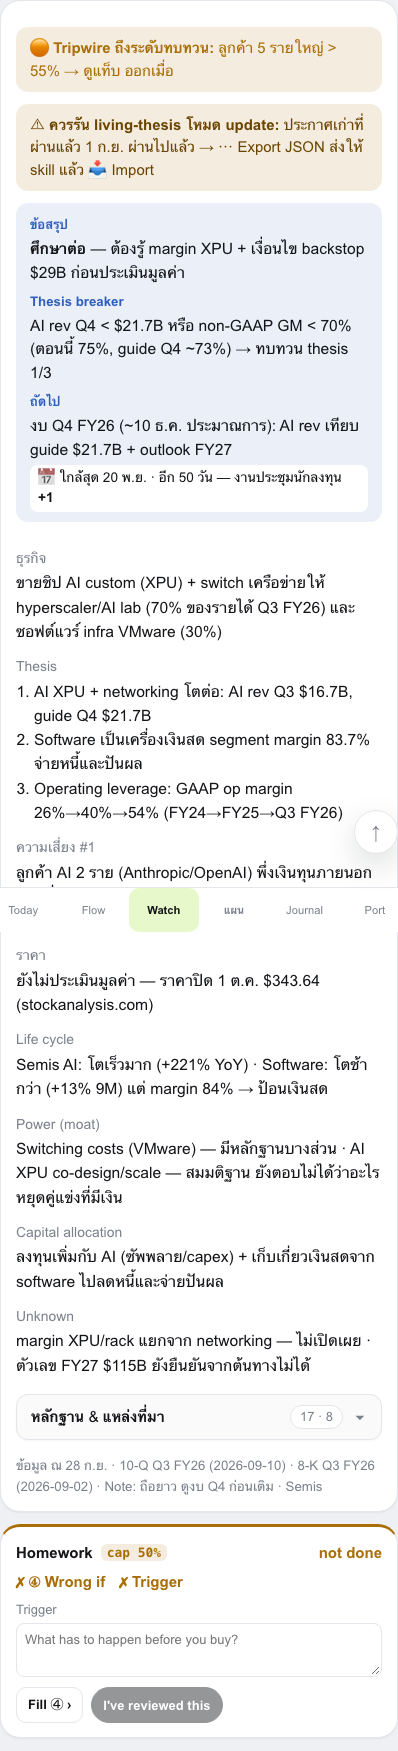 🟠 Tripwire ถึงระดับทบทวน: ลูกค้า 5 รายใหญ่ >
55% → ดูแท็บ ออกเมื่อ
⚠ ควรรัน living-thesis โหมด update: ประกาศเก่าที่
ผ่านแล้ว 1 ก.ย. ผ่านไปแล้ว → ⋯ Export JSON ส่งให้
skill แล้ว 📥 Import
ข้อสรุป
ศึกษาต่อ — ต้องรู้ margin XPU + เงื่อนไข backstop
$29B ก่อนประเมินมูลค่า
Thesis breaker
AI rev Q4 < $21.7B หรือ non-GAAP GM < 70%
(ตอนนี้ 75%, guide Q4 ~73%) → ทบทวน thesis
1/3
ถัดไป
งบ Q4 FY26 (~10 ธ.ค. ประมาณการ): AI rev เทียบ
guide $21.7B + outlook FY27
📅 ใกล้สุด 20 พ.ย. · อีก 50 วัน — งานประชุมนักลงทุน
+1
ธุรกิจ
ขายชิป AI custom (XPU) + switch เครือข่ายให้
hyperscaler/AI lab (70% ของรายได้ Q3 FY26) และ
ซอฟต์แวร์ infra VMware (30%)
Thesis
1. AI XPU + networking โตต่อ: AI rev Q3 $16.7B,
guide Q4 $21.7B
2. Software เป็นเครื่องเงินสด segment margin 83.7%
จ่ายหนี้และปันผล
3. Operating leverage: GAAP op margin
26%→40%→54% (FY24→FY25→Q3 FY26)
↑
ความเสี่ยง #1
ลูกค้า AI 2 ราย (Anthropic/OpenAI) พึ่งเงินทุนภายนอก
Today Flow Watch แผน Journal Port
ราคา
ยังไม่ประเมินมูลค่า — ราคาปิด 1 ต.ค. $343.64
(stockanalysis.com)
Life cycle
Semis AI: โตเร็วมาก (+221% YoY) · Software: โตช้า
กว่า (+13% 9M) แต่ margin 84% → ป้อนเงินสด
Power (moat)
Switching costs (VMware) — มีหลักฐานบางส่วน · AI
XPU co-design/scale — สมมติฐาน ยังตอบไม่ได้ว่าอะไร
หยุดคู่แข่งที่มีเงิน
Capital allocation
ลงทุนเพิ่มกับ AI (ซัพพลาย/capex) + เก็บเกี่ยวเงินสดจาก
software ไปลดหนี้และจ่ายปันผล
Unknown
margin XPU/rack แยกจาก networking — ไม่เปิดเผย ·
ตัวเลข FY27 $115B ยังยืนยันจากต้นทางไม่ได้
หลักฐาน & แหล่งที่มา 17 · 8
ข้อมูล ณ 28 ก.ย. · 10-Q Q3 FY26 (2026-09-10) · 8-K Q3 FY26
(2026-09-02) · Note: ถือยาว ดูงบ Q4 ก่อนเติม · Semis
Homework cap 50% not done
✗ ④ Wrong if ✗ Trigger
Trigger
What has to happen before you buy?
Fill ④ › I've reviewed this